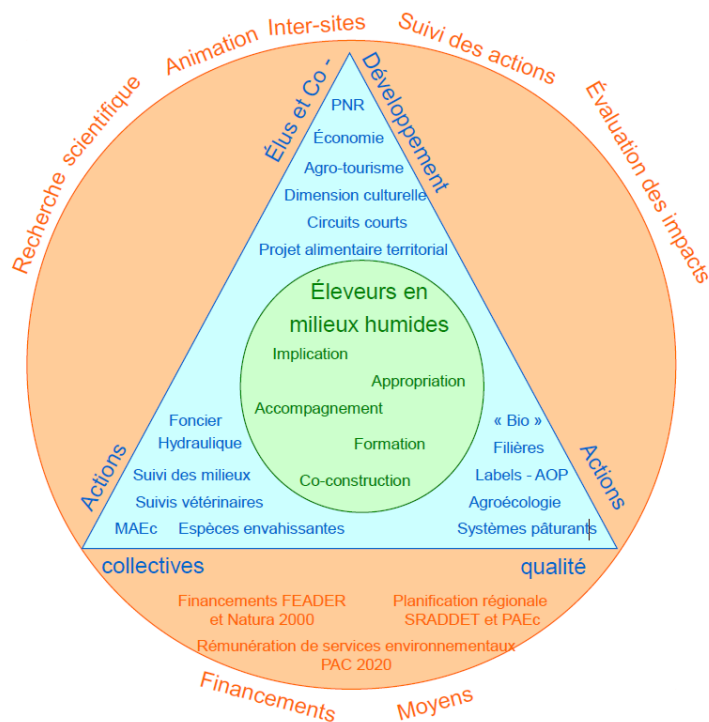 Recherche scientifique
Animation Inter-sites
Suivi des actions
Évaluation des impacts
Élus et Co -
Développement
PNR
Économie
Agro-tourisme
Dimension culturelle
Circuits courts
Projet alimentaire territorial
Éleveurs en
milieux humides
Implication
Appropriation
Accompagnement
Formation
Co-construction
Actions
collectives
Foncier
Hydraulique
Suivi des milieux
Suivis vétérinaires
MAEc
Espèces envahissantes
Actions
qualité
« Bio »
Filières
Labels - AOP
Agroécologie
Systèmes pâturants
Financements FEADER
et Natura 2000
Planification régionale
SRADDET et PAEc
Rémunération de services environnementaux
PAC 2020
Financements
Moyens